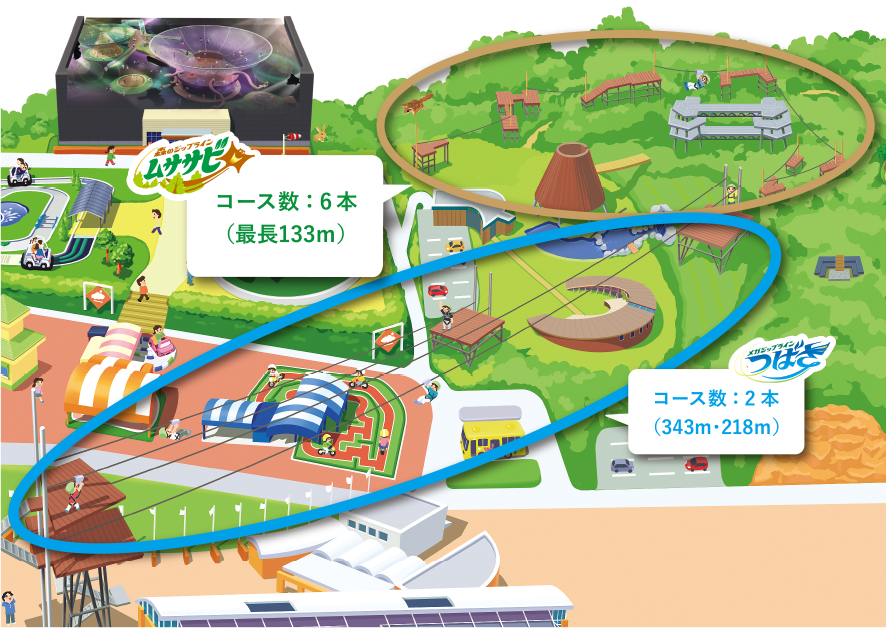 森のジップライン
ムササビ
コース数：6本
（最長133m）
メガジップライン
つばさ
コース数：2本
（343m･218m）